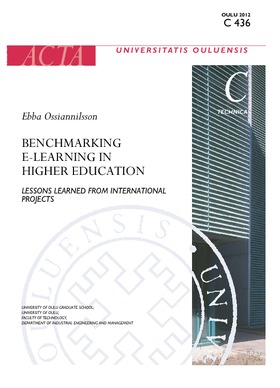 OULU 2012
C 436
ACTA
UNIVERSITATIS OULUENSIS
C
TECHNICA
Ebba Ossiannilsson
BENCHMARKING
E-LEARNING IN
HIGHER EDUCATION
LESSONS LEARNED FROM INTERNATIONAL
PROJECTS
UNIVERSITY OF OULU GRADUATE SCHOOL;
UNIVERSITY OF OULU,
FACULTY OF TECHNOLOGY,
DEPARTMENT OF INDUSTRIAL ENGINEERING AND MANAGEMENT
OULUENSIS
UNIV